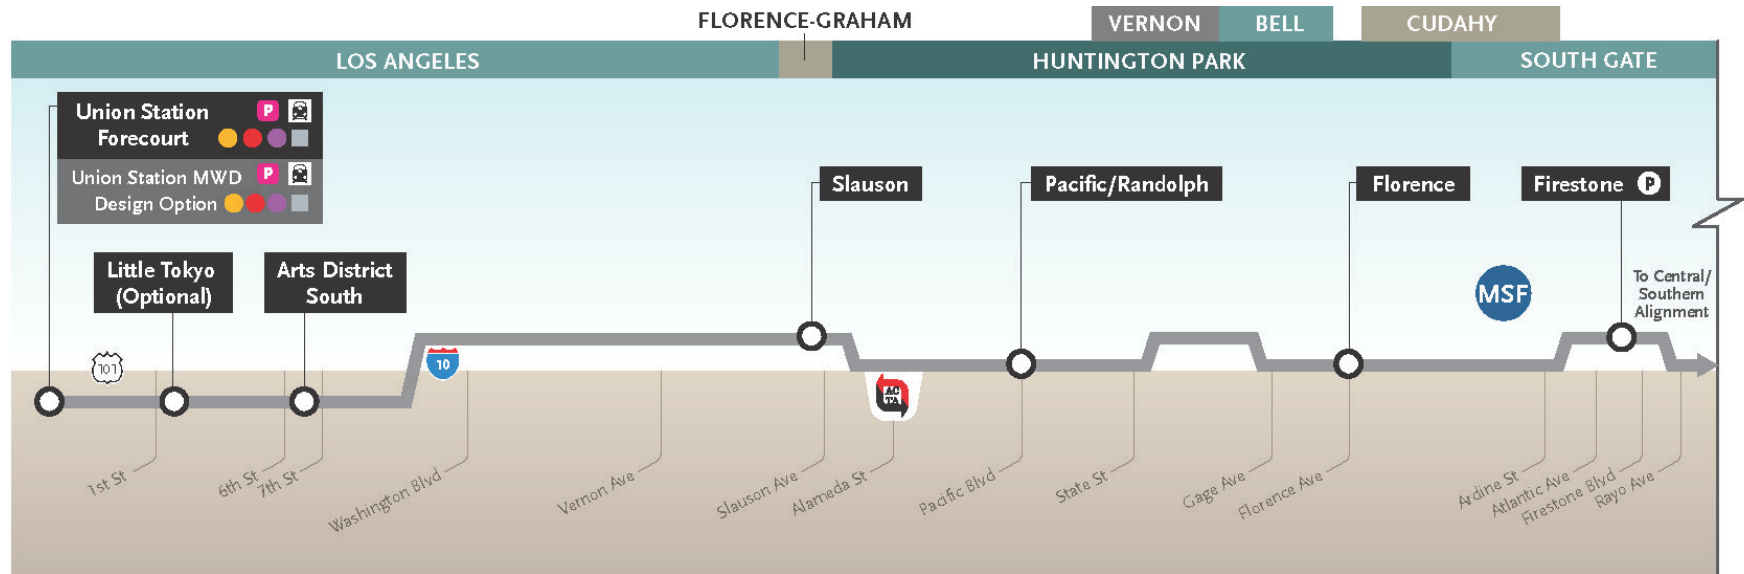 FLORENCE-GRAHAM
VERNON
BELL
CUDAHY
LOS ANGELES
HUNTINGTON PARK
SOUTH GATE
Union Station P
Forecourt
Union Station MWD P
Design Option
Slauson
Pacific/Randolph
Florence
Firestone P
Little Tokyo
(Optional)
Arts District
South
MSF
To Central/
Southern
Alignment
101
10
AC
TA
1st St
6th St
7th St
Washington Blvd
Vernon Ave
Slauson Ave
Alameda St
Pacific Blvd
State St
Gage Ave
Florence Ave
Ardine St
Atlantic Ave
Firestone Blvd
Rayo Ave